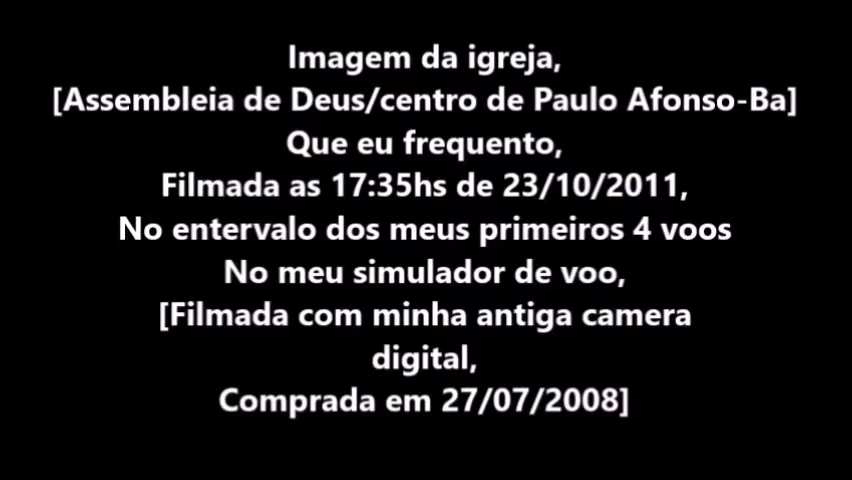 Imagem da igreja,
[Assembleia de Deus/centro de Paulo Afonso-Ba]
Que eu frequento,
Filmada as 17:35hs de 23/10/2011,
No entervalo dos meus primeiros 4 voos
No meu simulador de voo,
[Filmada com minha antiga camera
digital,
Comprada em 27/07/2008]